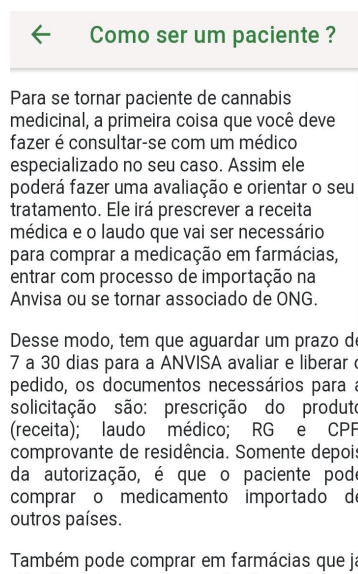 Como ser um paciente ?
Para se tornar paciente de cannabis
medicinal, a primeira coisa que você deve
fazer é consultar-se com um médico
especializado no seu caso. Assim ele
poderá fazer uma avaliação e orientar o seu
tratamento. Ele irá prescrever a receita
médica e o laudo que vai ser necessário
para comprar a medicação em farmácias,
entrar com processo de importação na
Anvisa ou se tornar associado de ONG.
Desse modo, tem que aguardar um prazo de
7 a 30 dias para a ANVISA avaliar e liberar
pedido, os documentos necessários para
solicitação são: prescrição do produto
(receita); laudo médico; RG e CPF
comprovante de residência. Somente depois
da autorização, é que o paciente pode
comprar o medicamento importado de
outros países.
Também pode comprar em farmácias que já